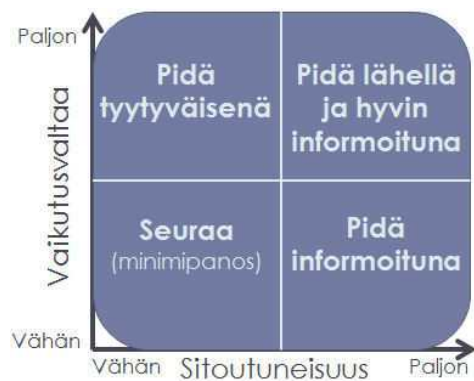 Paljon
Vaikutusvaltaa
Vähän
Pidä
tyytyväisenä
Pidä lähellä
ja hyvin
informoituna
Seuraa
(minimipanos)
Pidä
informoituna
Vähän
Sitoutuneisuus
Paljon